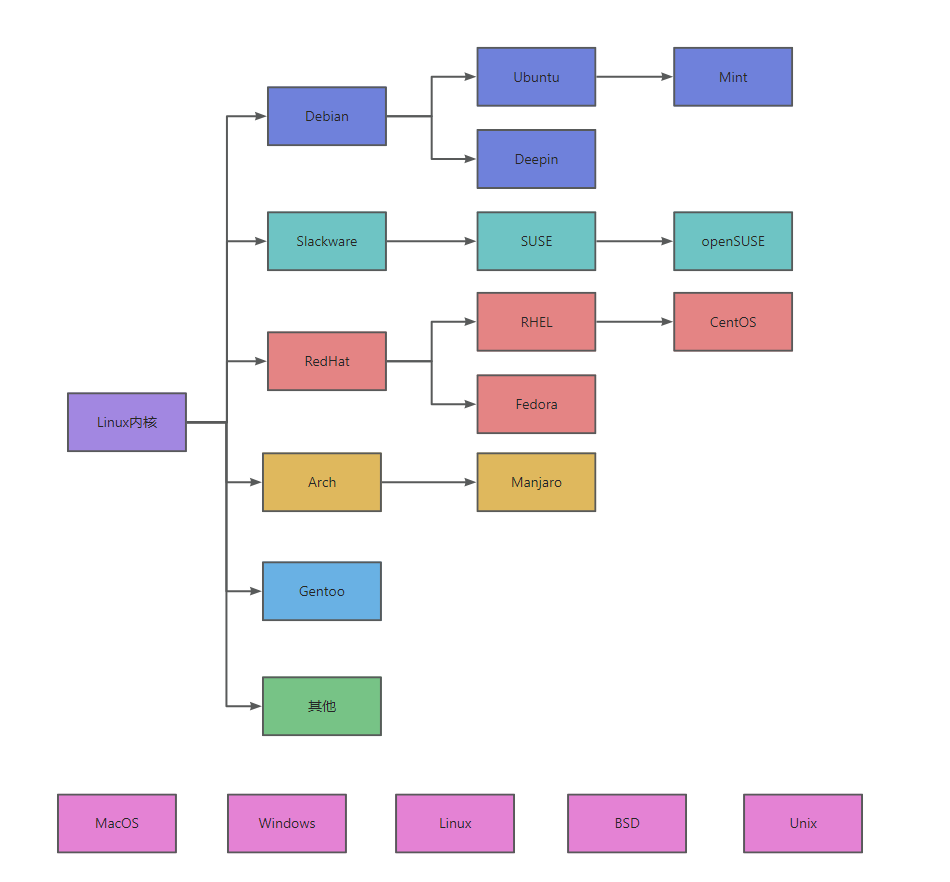 Ubuntu
Mint
Debian
Deepin
Slackware
SUSE
openSUSE
RHEL
CentOS
RedHat
Fedora
Linux内核
Arch
Manjaro
Gentoo
其他
MacOS
Windows
Linux
BSD
Unix